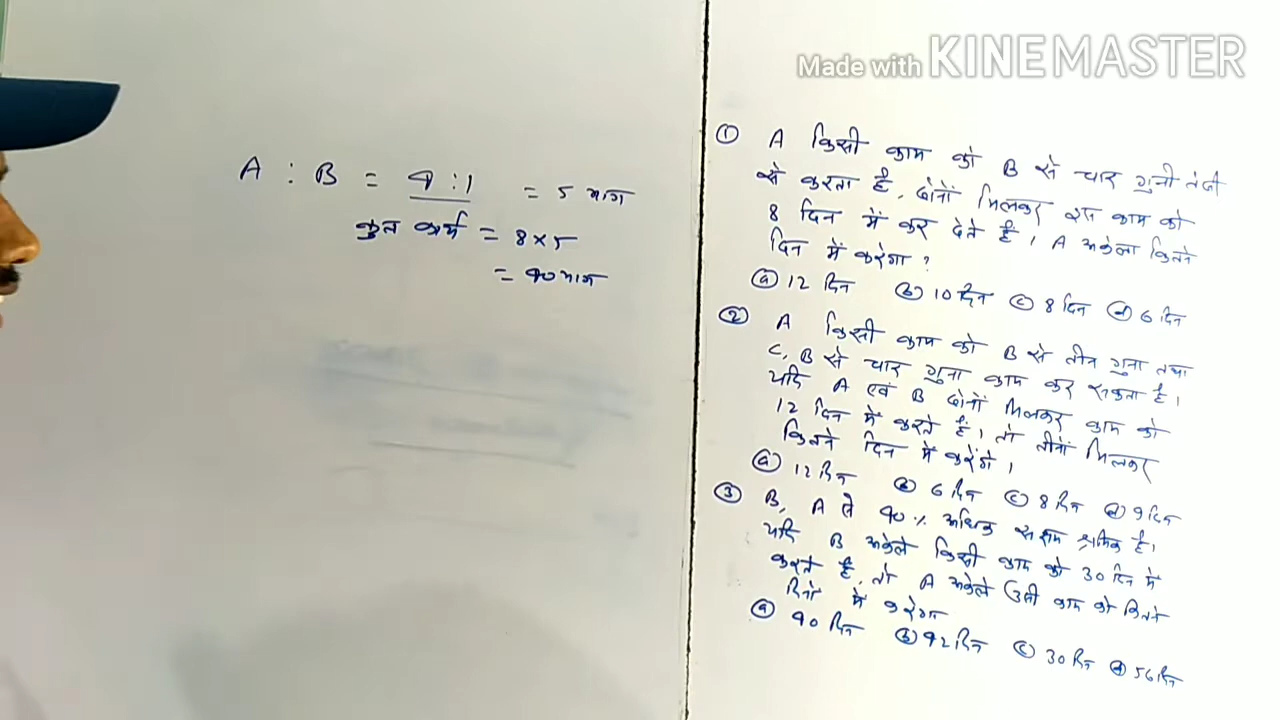 Made with KINEMASTER
A : B = 4 : 1 = 5 भाग
कुल कार्य = 8 × 5
= 40 भाग
① A किसी काम को B से चार गुनी तेजी
से करता है, दोनों मिलकर उस काम को
8 दिन में कर देते हैं। A अकेला कितने
दिन में करेगा ?
ⓐ 12 दिन ⓑ 10 दिन ⓒ 8 दिन ⓓ 6 दिन
② A किसी काम को B से तीन गुना तथा
C, B से चार गुना काम कर सकता है।
यदि A एवं B दोनों मिलकर काम को
12 दिन में करते हैं। तो तीनों मिलकर
कितने दिन में करेंगे।
ⓐ 12 दिन ⓑ 6 दिन ⓒ 8 दिन ⓓ 9 दिन
③ B, A से 40% अधिक सक्षम श्रमिक है।
यदि B अकेले किसी काम को 30 दिन में
करते है, तो A अकेले उसी काम को कितने
दिनों में करेगा
ⓐ 40 दिन ⓑ 42 दिन ⓒ 30 दिन ⓓ 56 दिन